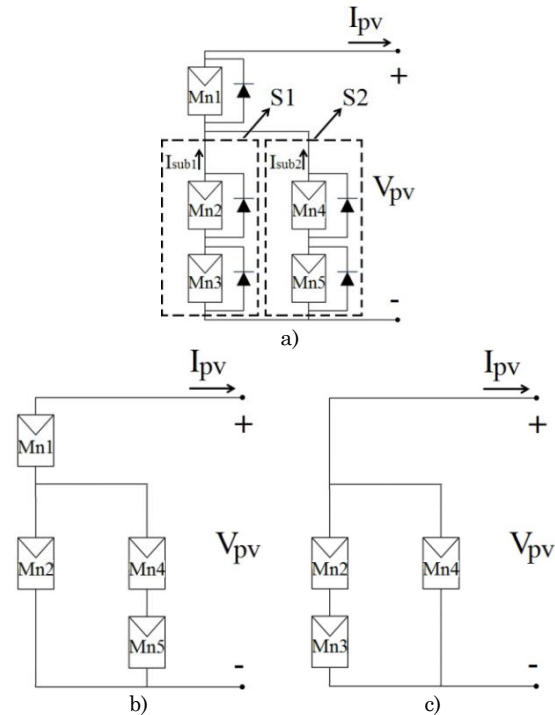 Ipv
+
Mn1
S1
S2
Isub1
Isub2
Vpv
Mn2
Mn4
Mn3
Mn5
-
a)
Ipv
+
Mn1
Vpv
Mn2
Mn4
Mn5
-
b)
Ipv
+
Vpv
Mn2
Mn4
Mn3
-
c)